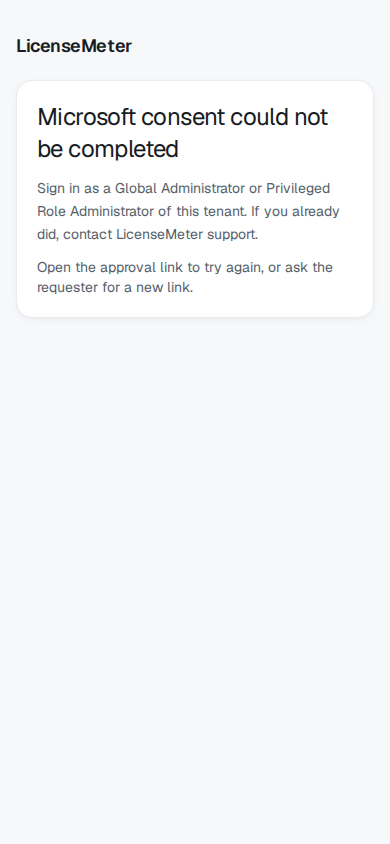 LicenseMeter
Microsoft consent could not
be completed
Sign in as a Global Administrator or Privileged
Role Administrator of this tenant. If you already
did, contact LicenseMeter support.
Open the approval link to try again, or ask the
requester for a new link.